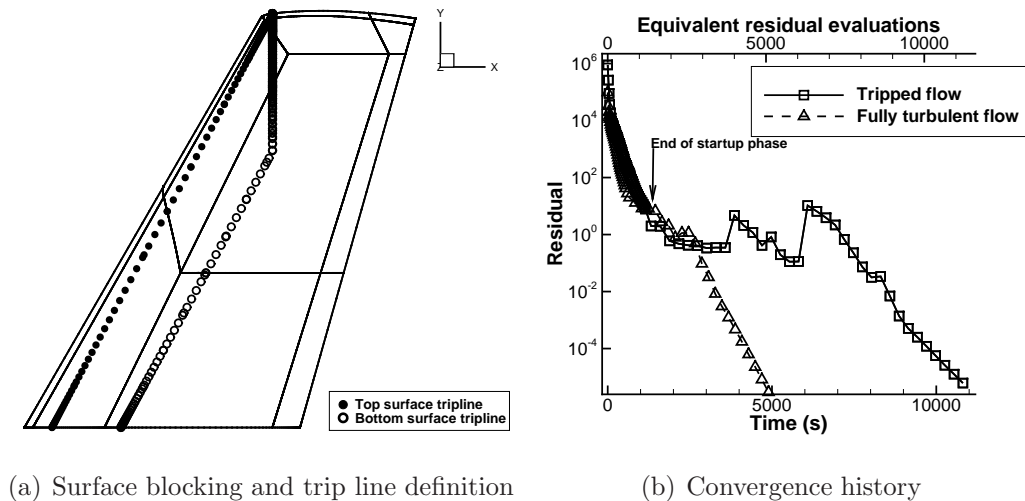 Y
Z
X
Top surface tripline
Bottom surface tripline
(a) Surface blocking and trip line definition
Equivalent residual evaluations
0 5000 10000
Tripped flow
Fully turbulent flow
End of startup phase
Residual
10^6
10^4
10^2
10^0
10^-2
10^-4
0 5000 10000
Time (s)
(b) Convergence history